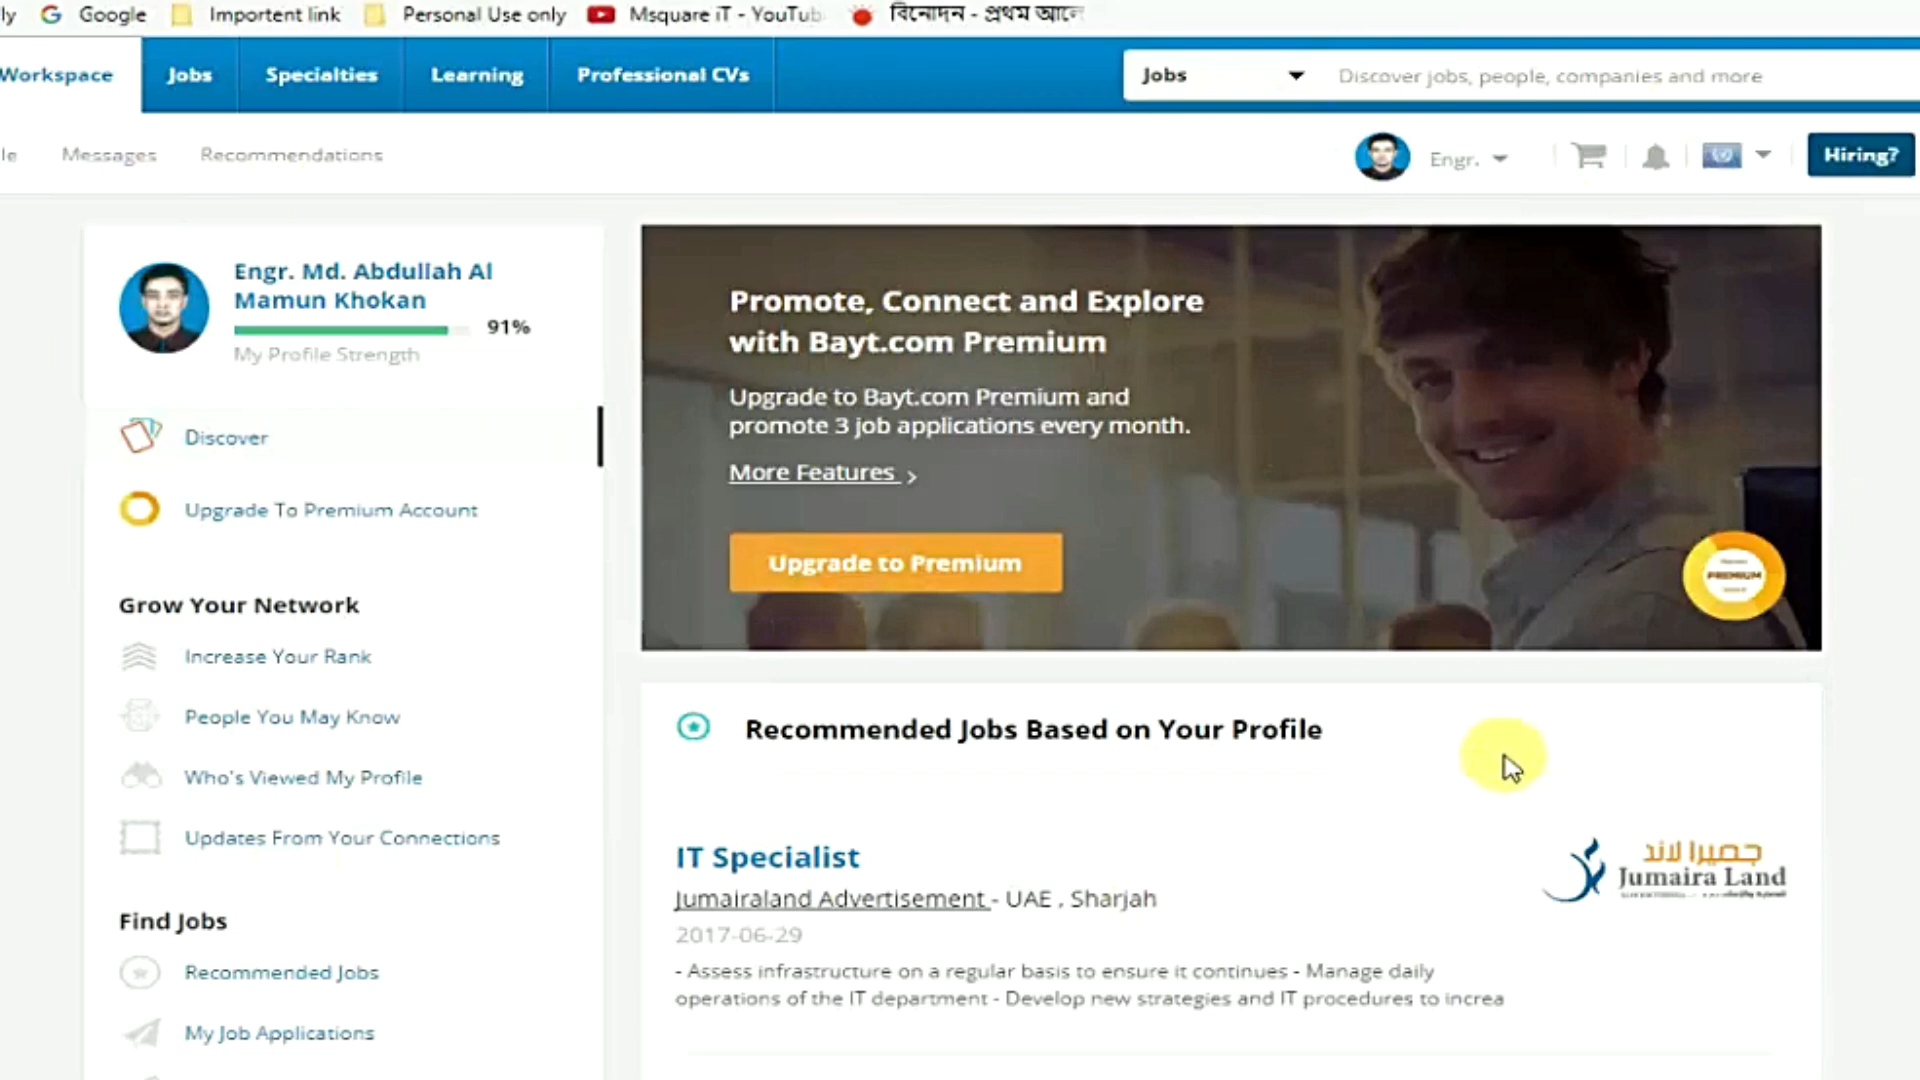 ly Google Importent link Personal Use only Msquare iT - YouTub বিনোদন - প্রথম আলো
Workspace Jobs Specialties Learning Professional CVs Jobs Discover jobs, people, companies and more
le Messages Recommendations Engr. Hiring?
Engr. Md. Abdullah Al
Mamun Khokan
91%
My Profile Strength
Discover
Upgrade To Premium Account
Grow Your Network
Increase Your Rank
People You May Know
Who's Viewed My Profile
Updates From Your Connections
Find Jobs
Recommended Jobs
My Job Applications
Promote, Connect and Explore
with Bayt.com Premium
Upgrade to Bayt.com Premium and
promote 3 job applications every month.
More Features >
Upgrade to Premium
PREMIUM
Recommended Jobs Based on Your Profile
IT Specialist
Jumairaland Advertisement - UAE , Sharjah
2017-06-29
- Assess infrastructure on a regular basis to ensure it continues - Manage daily
operations of the IT department - Develop new strategies and IT procedures to increa
جميرا لاند
Jumaira Land